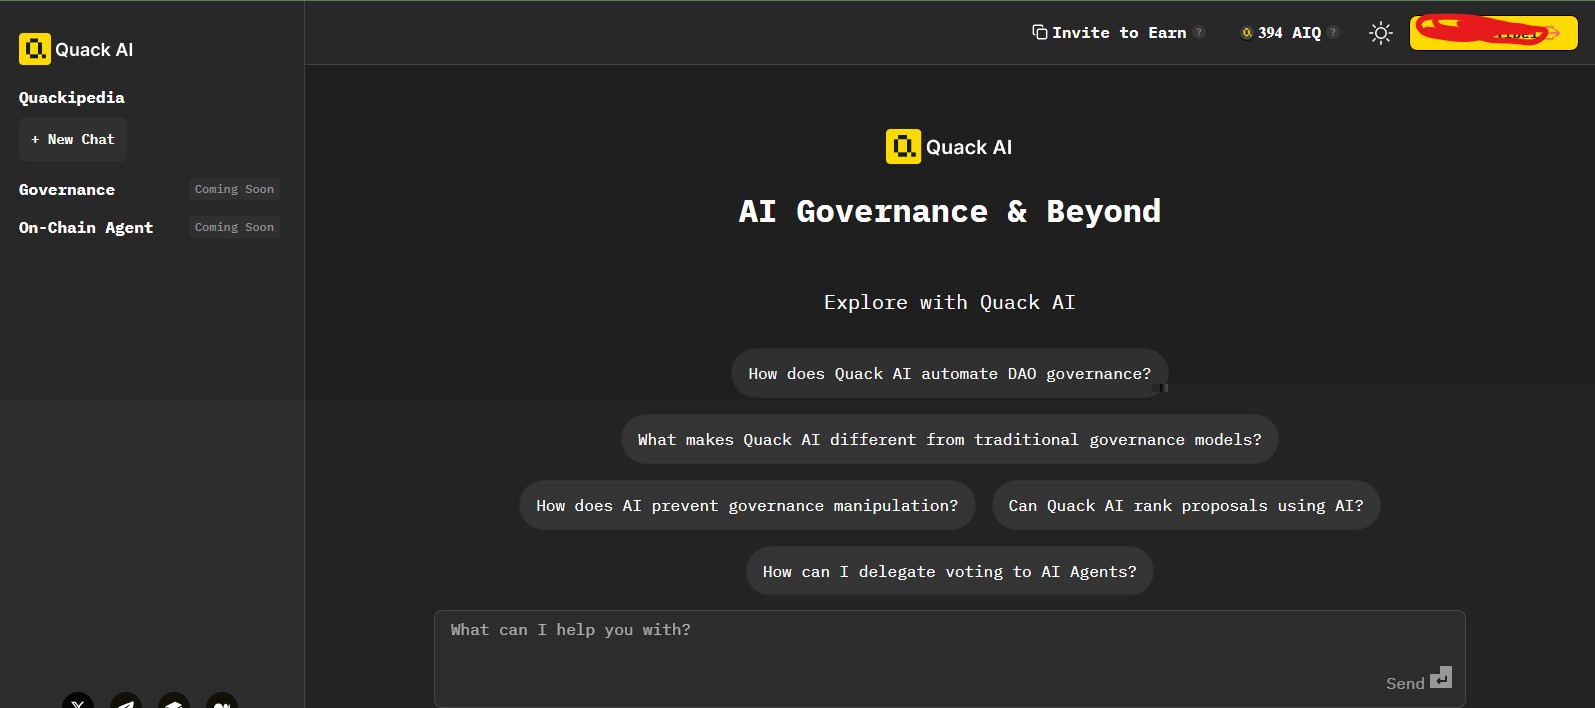 Quack AI
Quackipedia
+ New Chat
Governance Coming Soon
On-Chain Agent Coming Soon
Invite to Earn ? 394 AIQ ?
Quack AI
AI Governance & Beyond
Explore with Quack AI
How does Quack AI automate DAO governance?
What makes Quack AI different from traditional governance models?
How does AI prevent governance manipulation? Can Quack AI rank proposals using AI?
How can I delegate voting to AI Agents?
What can I help you with?
Send